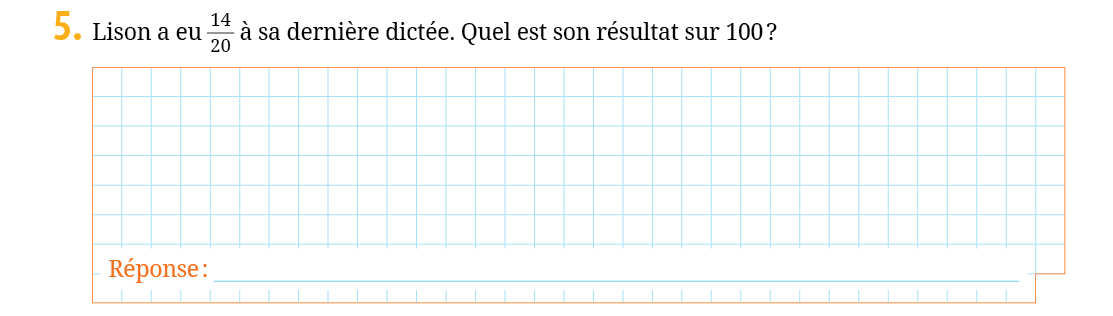 5. Lison a eu 14/20 à sa dernière dictée. Quel est son résultat sur 100 ?
Réponse :